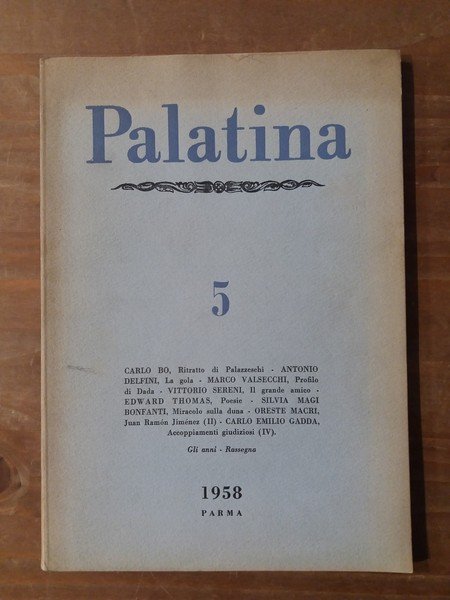 Palatina
5
CARLO BO, Ritratto di Palazzeschi - ANTONIO
DELFINI, La gola - MARCO VALSECCHI, Profilo
di Dada - VITTORIO SERENI, Il grande amico -
EDWARD THOMAS, Poesie - SILVIA MAGI
BONFANTI, Miracolo sulla duna - ORESTE MACRÌ,
Juan Ramón Jiménez (II) - CARLO EMILIO GADDA,
Accoppiamenti giudiziosi (IV).
Gli anni - Rassegna
1958
PARMA